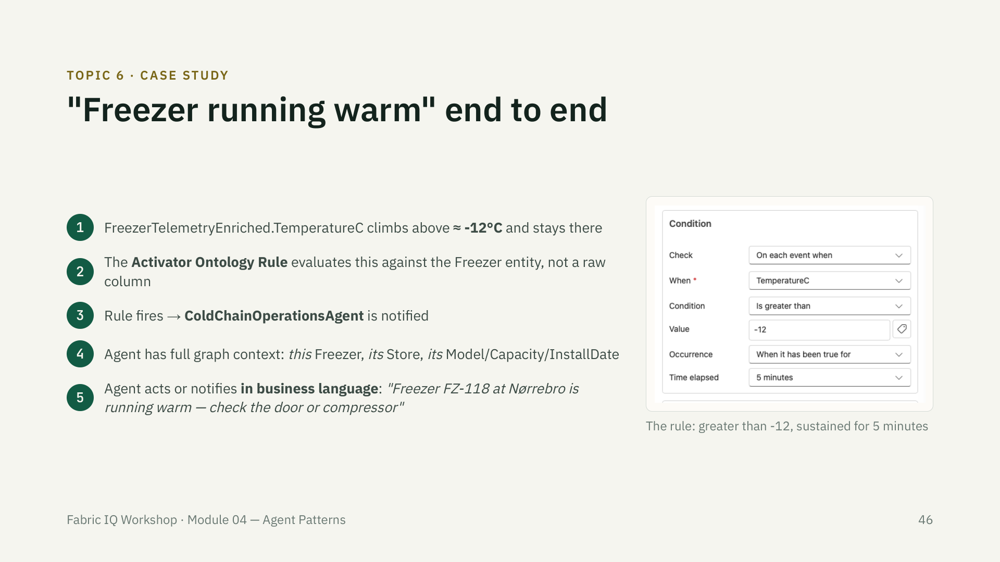 TOPIC 6 · CASE STUDY
"Freezer running warm" end to end
1 FreezerTelemetryEnriched.TemperatureC climbs above ≈ -12°C and stays there
2 The Activator Ontology Rule evaluates this against the Freezer entity, not a raw
column
3 Rule fires → ColdChainOperationsAgent is notified
4 Agent has full graph context: this Freezer, its Store, its Model/Capacity/InstallDate
5 Agent acts or notifies in business language: "Freezer FZ-118 at Nørrebro is
running warm — check the door or compressor"
Condition
Check On each event when
When * TemperatureC
Condition Is greater than
Value -12
Occurrence When it has been true for
Time elapsed 5 minutes
The rule: greater than -12, sustained for 5 minutes
Fabric IQ Workshop · Module 04 — Agent Patterns
46